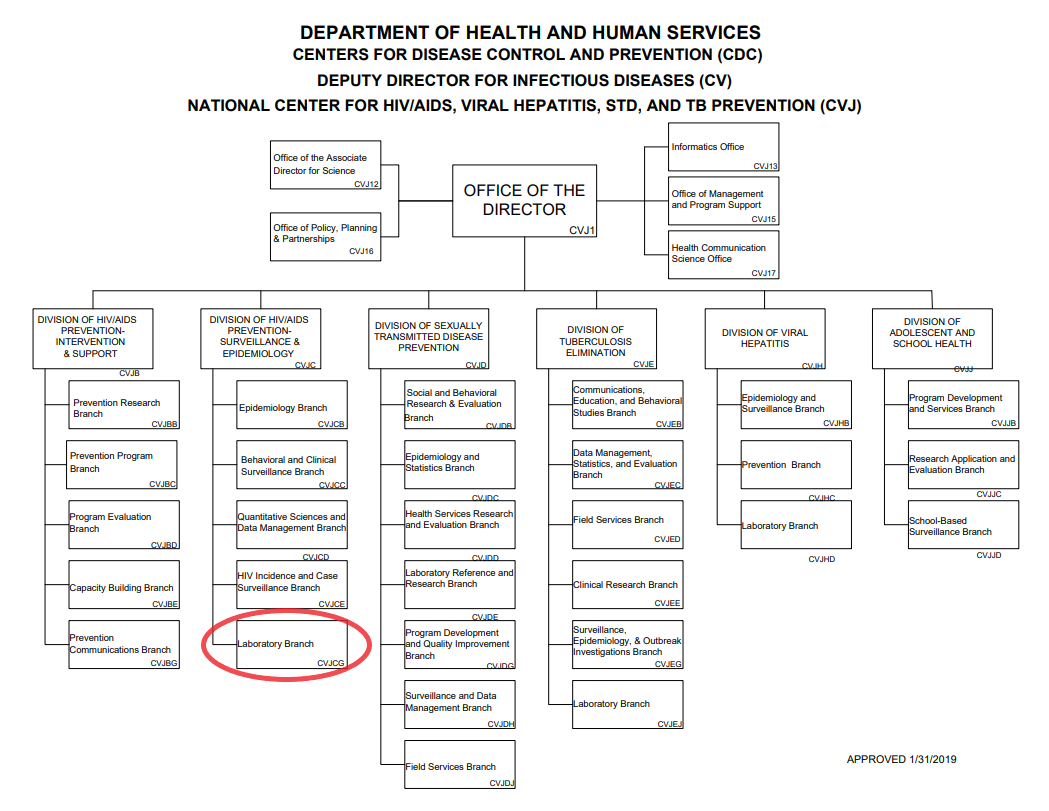 DEPARTMENT OF HEALTH AND HUMAN SERVICES
CENTERS FOR DISEASE CONTROL AND PREVENTION (CDC)
DEPUTY DIRECTOR FOR INFECTIOUS DISEASES (CV)
NATIONAL CENTER FOR HIV/AIDS, VIRAL HEPATITIS, STD, AND TB PREVENTION (CVJ)
Office of the Associate
Director for Science
CVJ12
Office of Policy, Planning
& Partnerships
CVJ16
OFFICE OF THE
DIRECTOR
CVJ1
Informatics Office
CVJ13
Office of Management
and Program Support
CVJ15
Health Communication
Science Office
CVJ17
DIVISION OF HIV/AIDS
PREVENTION-
INTERVENTION
& SUPPORT
CVJB
Prevention Research
Branch
CVJBB
Prevention Program
Branch
CVJBC
Program Evaluation
Branch
CVJBD
Capacity Building Branch
CVJBE
Prevention
Communications Branch
CVJBG
DIVISION OF HIV/AIDS
PREVENTION-
SURVEILLANCE &
EPIDEMIOLOGY
CVJC
Epidemiology Branch
CVJCB
Behavioral and Clinical
Surveillance Branch
CVJCC
Quantitative Sciences and
Data Management Branch
CVJCD
HIV Incidence and Case
Surveillance Branch
CVJCE
Laboratory Branch
CVJCG
DIVISION OF SEXUALLY
TRANSMITTED DISEASE
PREVENTION
CVJD
Social and Behavioral
Research & Evaluation
Branch
CVJDB
Epidemiology and
Statistics Branch
CVJDC
Health Services Research
and Evaluation Branch
CVJDD
Laboratory Reference and
Research Branch
CVJDE
Program Development
and Quality Improvement
Branch
CVJDG
Surveillance and Data
Management Branch
CVJDH
Field Services Branch
CVJDJ
DIVISION OF
TUBERCULOSIS
ELIMINATION
CVJE
Communications,
Education, and Behavioral
Studies Branch
CVJEB
Data Management,
Statistics, and Evaluation
Branch
CVJEC
Field Services Branch
CVJED
Clinical Research Branch
CVJEE
Surveillance,
Epidemiology, & Outbreak
Investigations Branch
CVJEG
Laboratory Branch
CVJEJ
DIVISION OF VIRAL
HEPATITIS
CVJH
Epidemiology and
Surveillance Branch
CVJHB
Prevention Branch
CVJHC
Laboratory Branch
CVJHD
DIVISION OF
ADOLESCENT AND
SCHOOL HEALTH
CVJJ
Program Development
and Services Branch
CVJJB
Research Application and
Evaluation Branch
CVJJC
School-Based
Surveillance Branch
CVJJD
APPROVED 1/31/2019